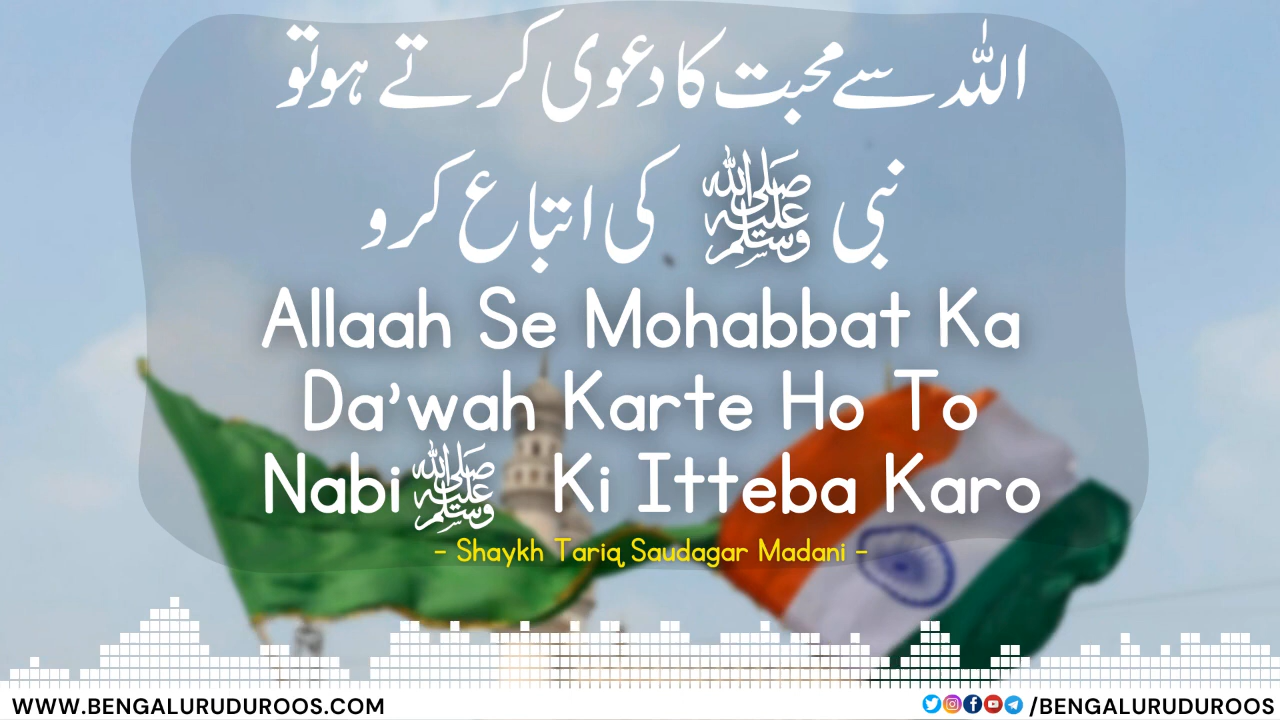 اللہ سے محبت کا دعوی کرتے ہو تو
نبی ﷺ کی اتباع کرو
Allaah Se Mohabbat Ka
Da'wah Karte Ho To
Nabi ﷺ Ki Itteba Karo
- Shaykh Tariq Saudagar Madani -
WWW.BENGALURUDUROOS.COM
/BENGALURUDUROOS